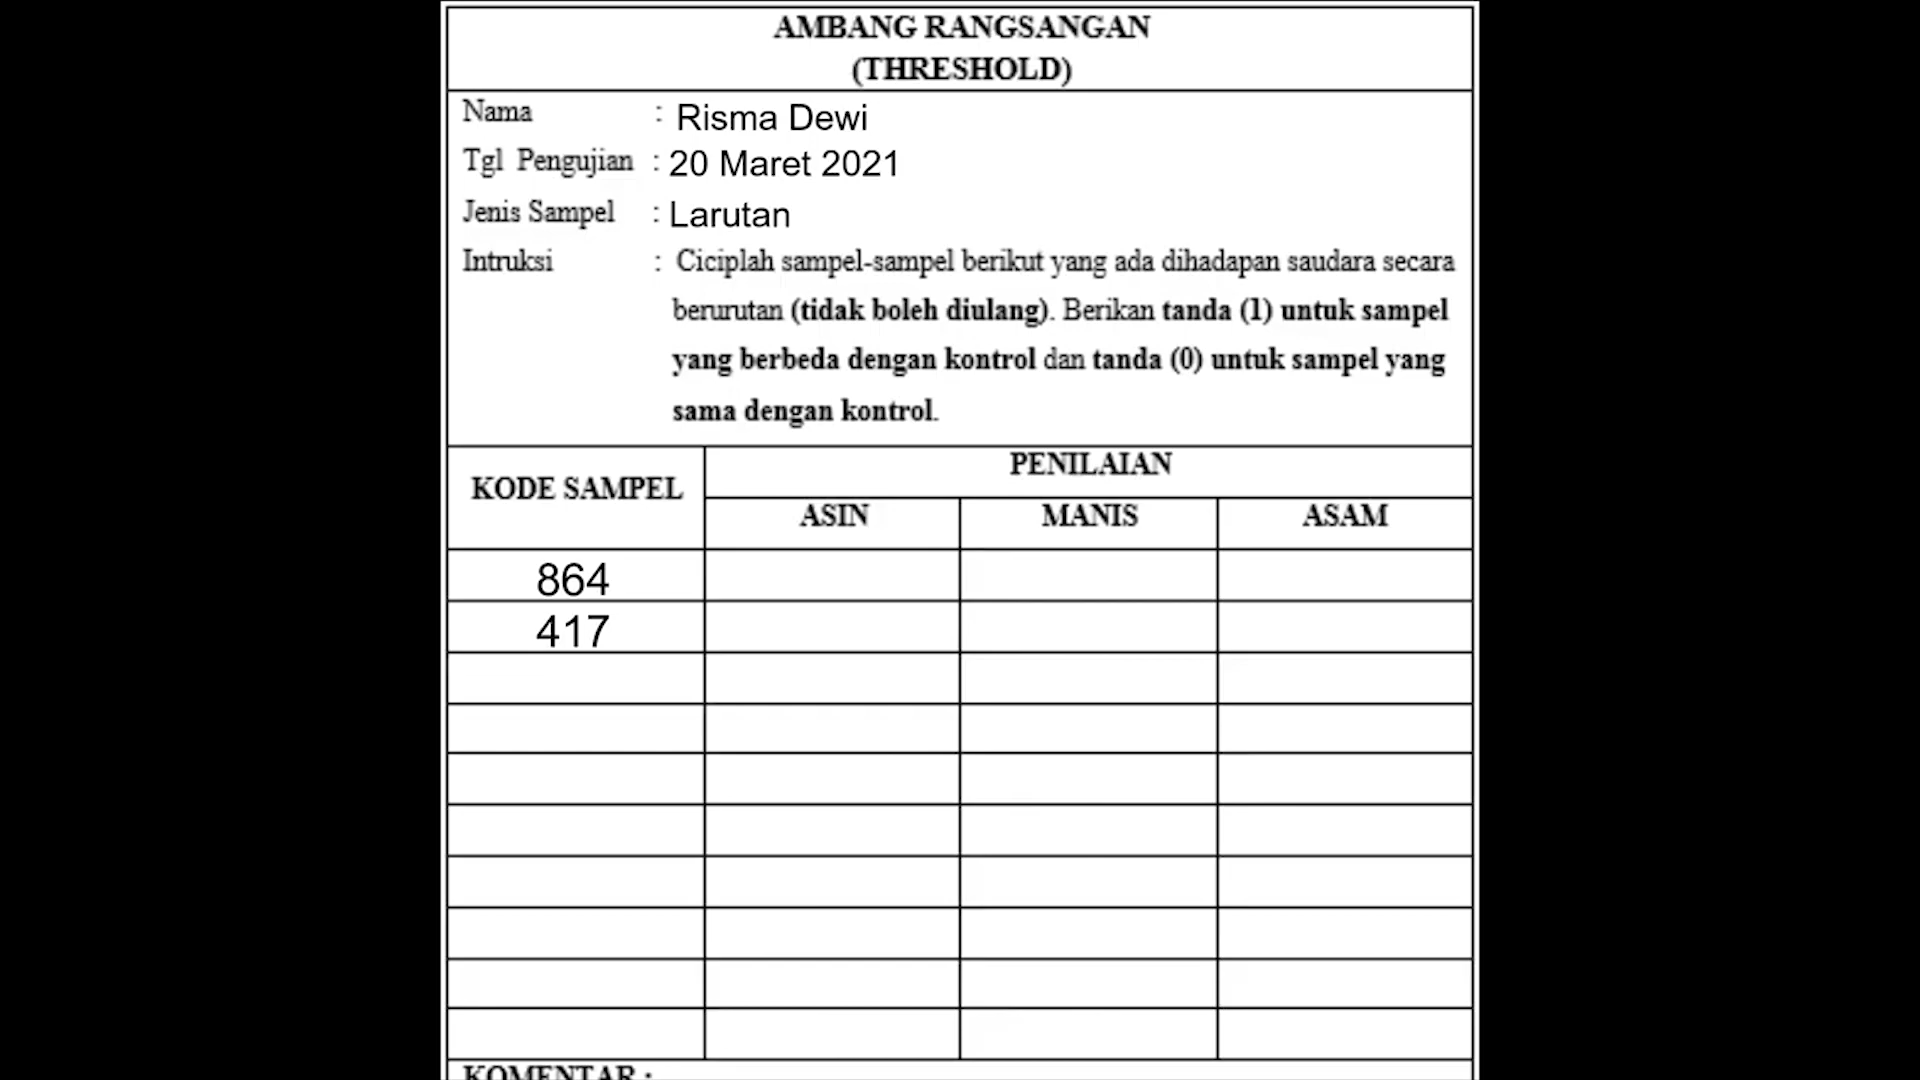 AMBANG RANGSANGAN
(THRESHOLD)
Nama : Risma Dewi
Tgl Pengujian : 20 Maret 2021
Jenis Sampel : Larutan
Intruksi : Ciciplah sampel-sampel berikut yang ada dihadapan saudara secara
berurutan (tidak boleh diulang). Berikan tanda (1) untuk sampel
yang berbeda dengan kontrol dan tanda (0) untuk sampel yang
sama dengan kontrol.
KODE SAMPEL
PENILAIAN
ASIN MANIS ASAM
864
417
KOMENTAR :